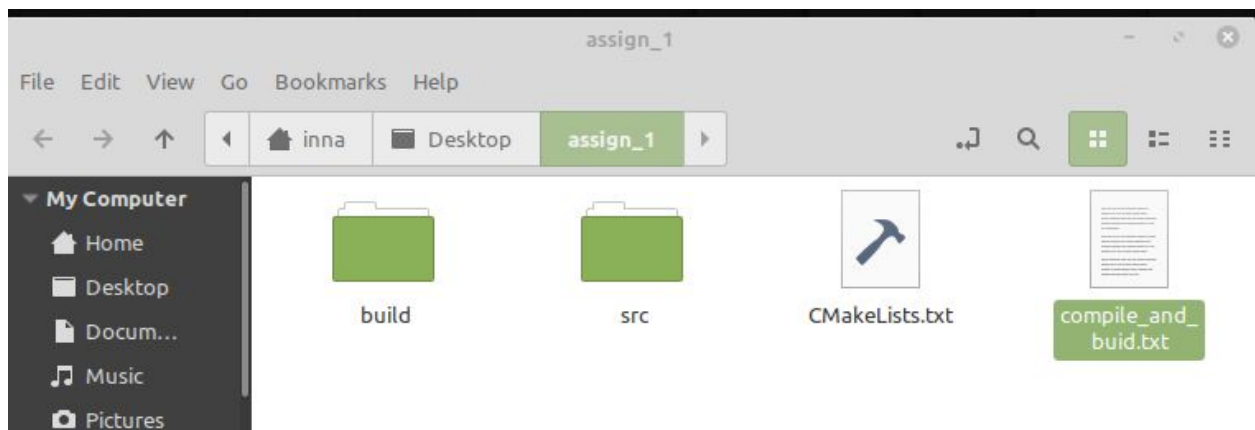 assign_1
File Edit View Go Bookmarks Help
inna Desktop assign_1
My Computer
Home
Desktop
Docum...
Music
Pictures
build
src
CMakeLists.txt
compile_and_
buid.txt